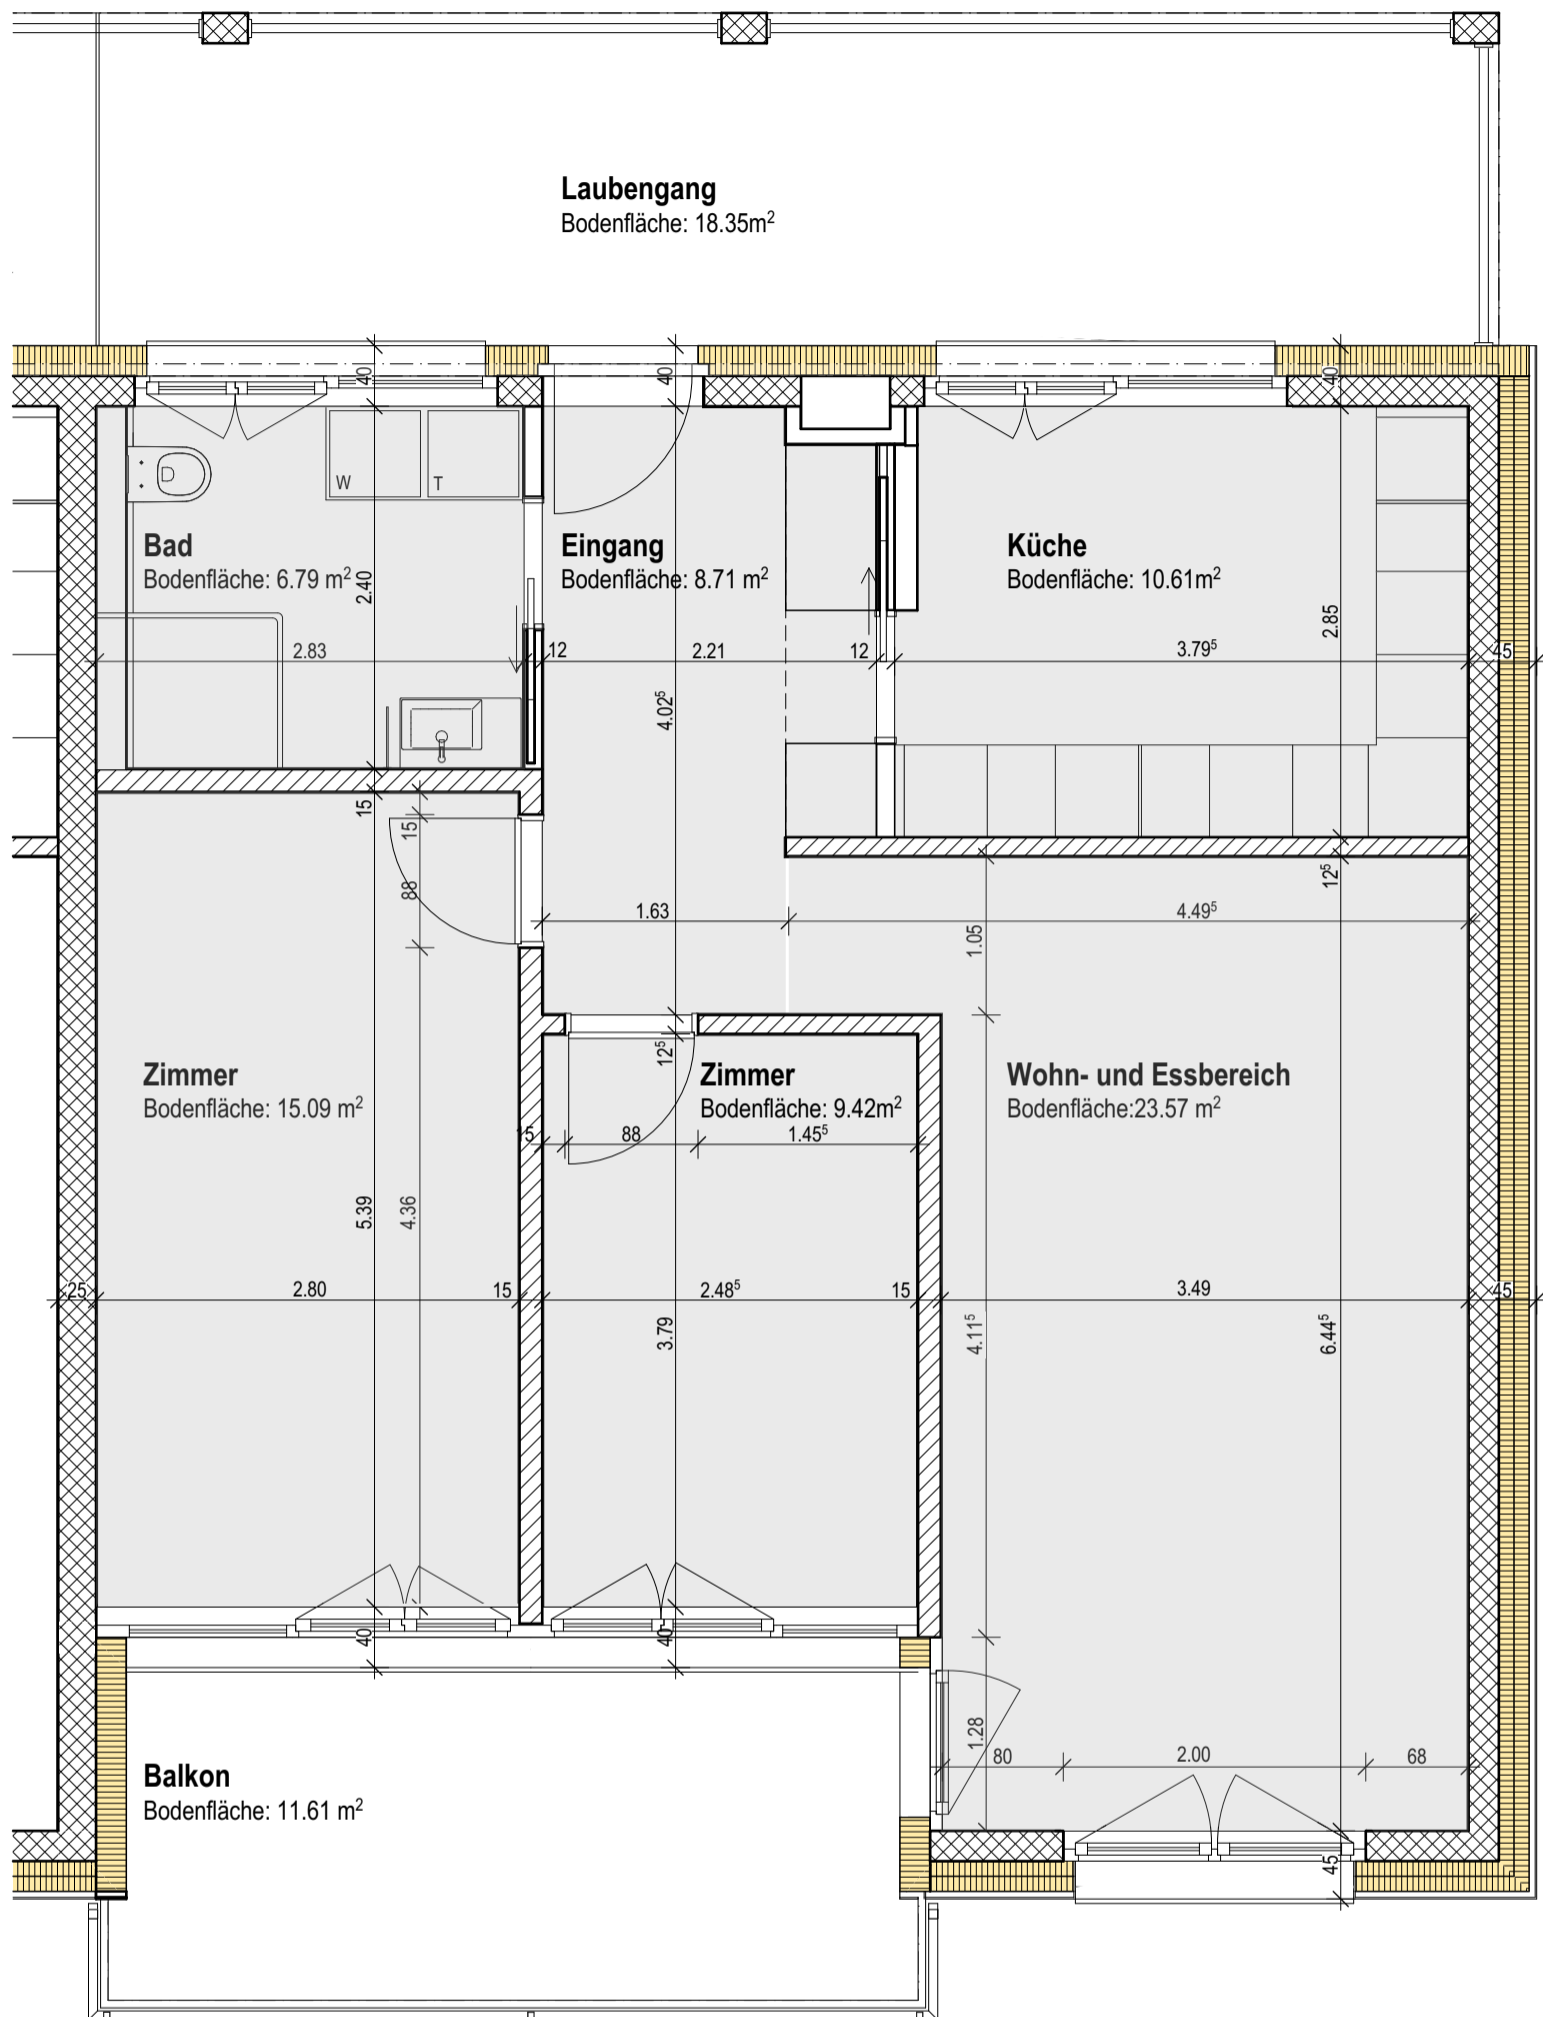 Laubengang
Bodenfläche: 18.35m²
40
40
40
W
T
Bad
Bodenfläche: 6.79 m²
2.40
Eingang
Bodenfläche: 8.71 m²
Küche
Bodenfläche: 10.61m²
2.85
2.83
12
2.21
12
3.79⁵
45
4.02⁵
15
15
88
12⁵
1.63
4.49⁵
1.05
12⁵
Zimmer
Bodenfläche: 15.09 m²
Zimmer
Bodenfläche: 9.42m²
Wohn- und Essbereich
Bodenfläche:23.57 m²
15
88
1.45⁵
5.39
4.36
25
2.80
15
2.48⁵
15
3.49
45
3.79
4.11⁵
6.44⁵
40
40
1.28
80
2.00
68
Balkon
Bodenfläche: 11.61 m²
45